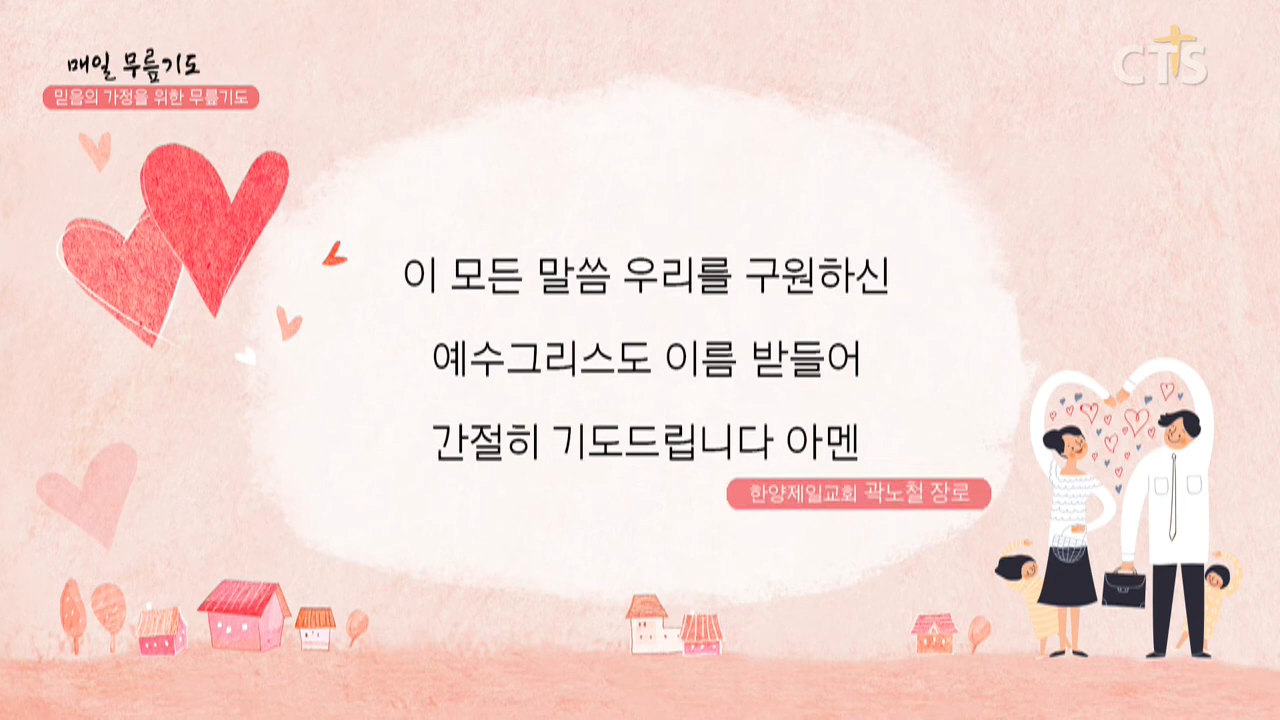 매일 무릎기도
믿음의 가정을 위한 무릎기도
CTS
이 모든 말씀 우리를 구원하신
예수그리스도 이름 받들어
간절히 기도드립니다 아멘
한양제일교회 곽노철 장로